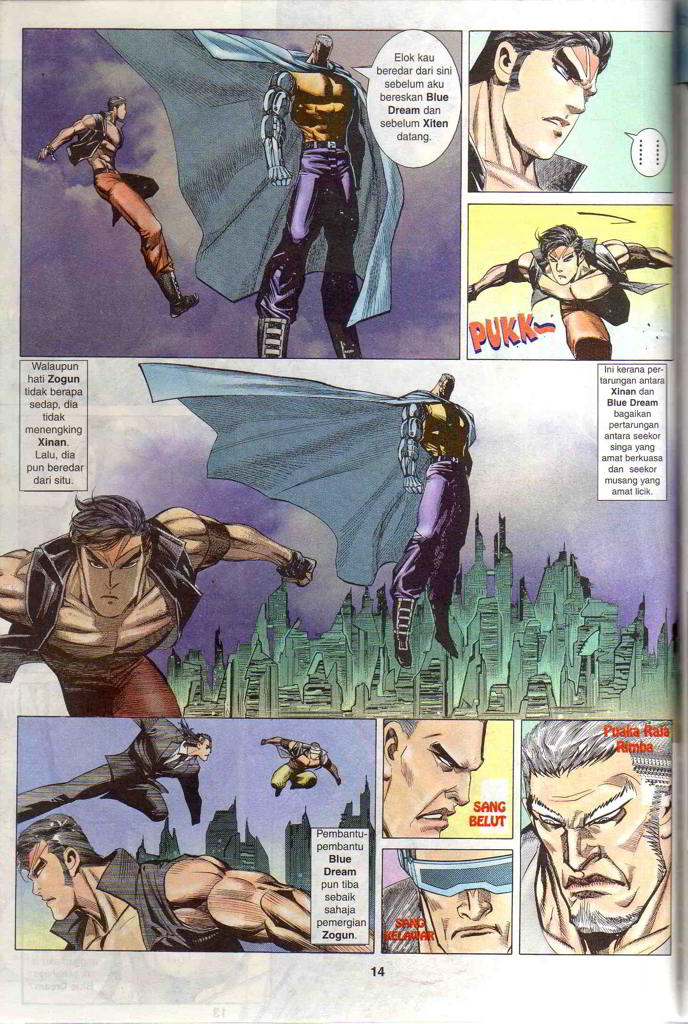 Elok kau
beredar dari sini
sebelum aku
bereskan Blue
Dream dan
sebelum Xiten
datang.
PUKK~
Walaupun
hati Zogun
tidak berapa
sedap, dia
tidak
menengking
Xinan.
Lalu, dia
pun beredar
dari situ.
Ini kerana per-
tarungan antara
Xinan dan
Blue Dream
bagaikan
pertarungan
antara seekor
singa yang
amat berkuasa
dan seekor
musang yang
amat licik.
Pembantu-
pembantu
Blue
Dream
pun tiba
sebaik
sahaja
pemergian
Zogun.
SANG
BELUT
SANG
KELAWAR
Puaka Raja
Rimba
14